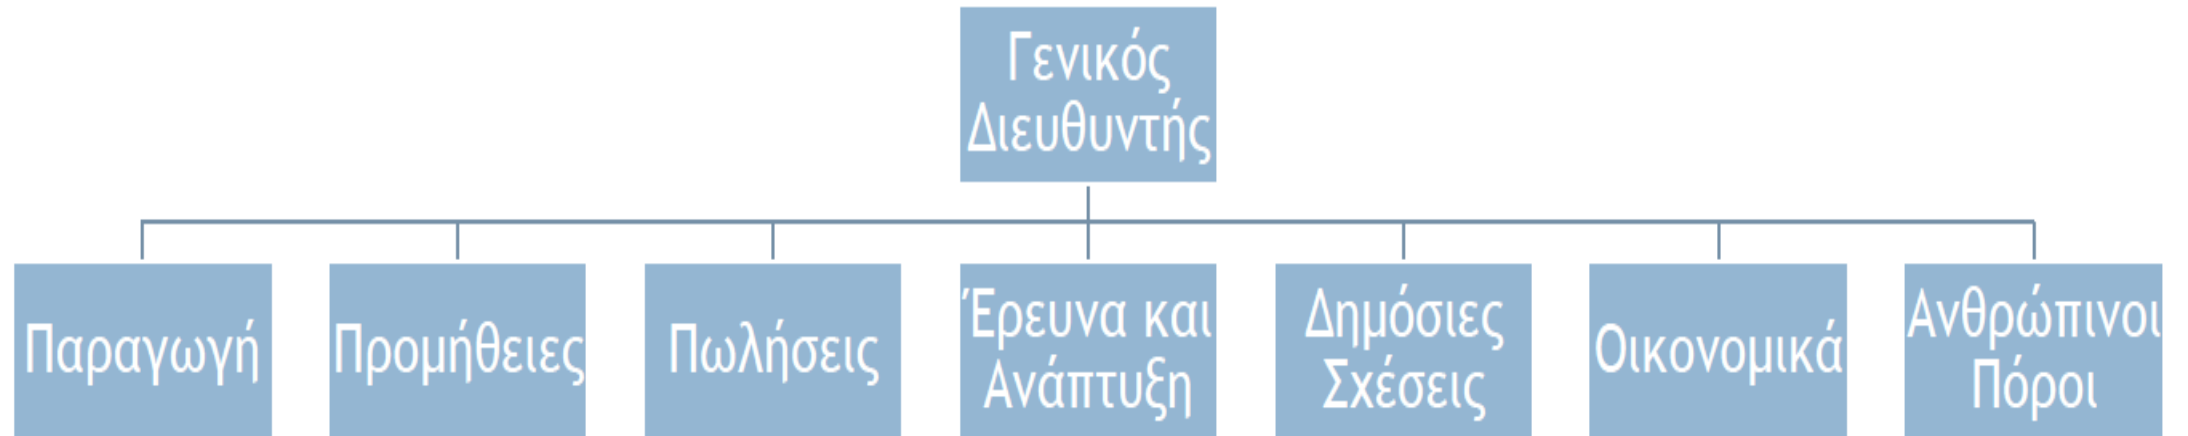 Γενικός
Διευθυντής
Παραγωγή
Προμήθειες
Πωλήσεις
Έρευνα και
Ανάπτυξη
Δημόσιες
Σχέσεις
Οικονομικά
Ανθρώπινοι
Πόροι